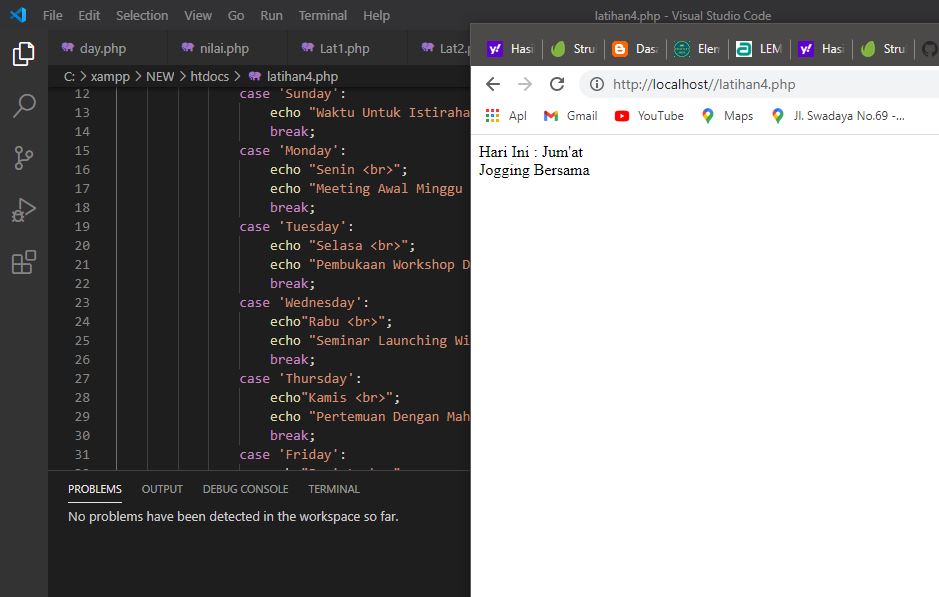 File Edit Selection View Go Run Terminal Help latihan4.php - Visual Studio Code
day.php nilai.php Lat1.php Lat2.
C: > xampp > NEW > htdocs > latihan4.php
12 case 'Sunday':
13 echo "Waktu Untuk Istiraha
14 break;
15 case 'Monday':
16 echo "Senin <br>";
17 echo "Meeting Awal Minggu
18 break;
19 case 'Tuesday':
20 echo "Selasa <br>";
21 echo "Pembukaan Workshop D
22 break;
23 case 'Wednesday':
24 echo"Rabu <br>";
25 echo "Seminar Launching Wi
26 break;
27 case 'Thursday':
28 echo"Kamis <br>";
29 echo "Pertemuan Dengan Mah
30 break;
31 case 'Friday':
PROBLEMS OUTPUT DEBUG CONSOLE TERMINAL
No problems have been detected in the workspace so far.
Hasi Stru Das Elen LEM Hasi Stru
http://localhost//latihan4.php
Apl Gmail YouTube Maps Jl. Swadaya No.69 -...
Hari Ini : Jum'at
Jogging Bersama